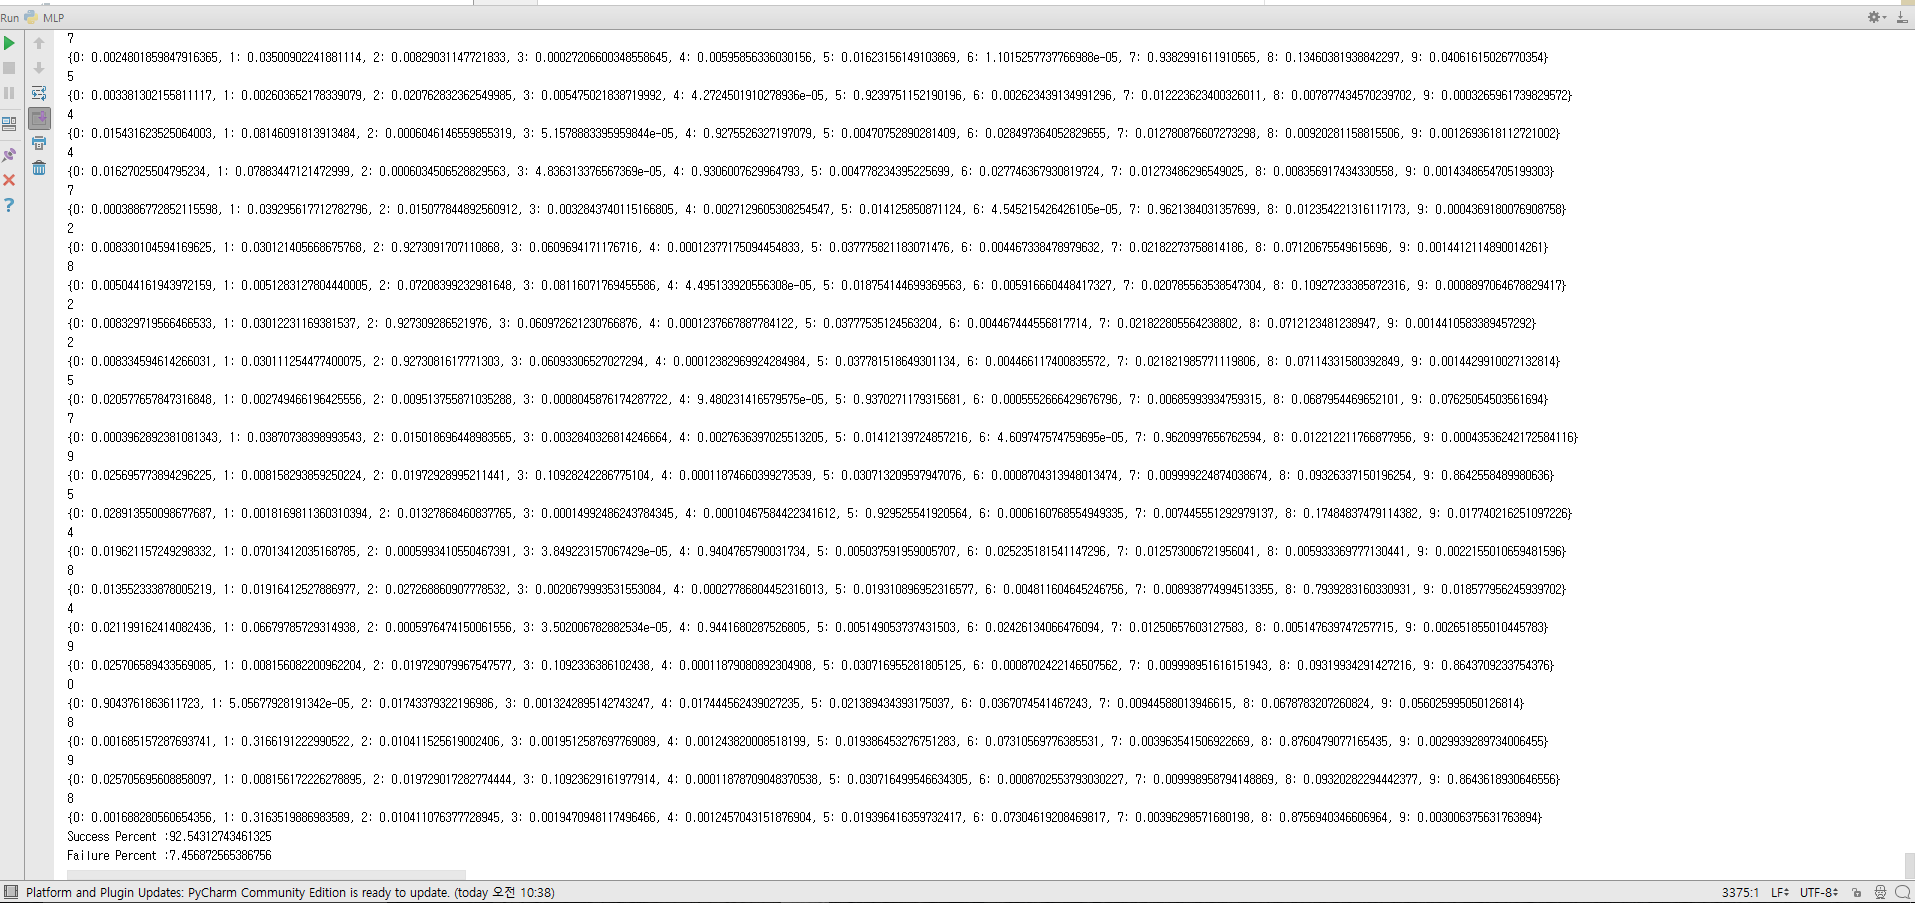 Run MLP
7
{0: 0.0024801859847916365, 1: 0.03500902241881114, 2: 0.00829031147721833, 3: 0.00027206600348558645, 4: 0.00595856336030156, 5: 0.01623156149103869, 6: 1.1015257737766988e-05, 7: 0.9382991611910565, 8: 0.13460381938842297, 9: 0.04061615026770354}
5
{0: 0.003381302155811117, 1: 0.002603652178339079, 2: 0.020762832362549985, 3: 0.005475021838719992, 4: 4.2724501910278936e-05, 5: 0.9239751152190196, 6: 0.002623439134991296, 7: 0.012223623400326011, 8: 0.007877434570239702, 9: 0.0003265961739829572}
4
{0: 0.015431623525064003, 1: 0.08146091813913484, 2: 0.0006046146559855319, 3: 5.1578883395959844e-05, 4: 0.9275526327197079, 5: 0.00470752890281409, 6: 0.028497364052829655, 7: 0.012780876607273298, 8: 0.00920281158815506, 9: 0.0012693618112721002}
4
{0: 0.01627025504795234, 1: 0.07883447121472999, 2: 0.0006034506528829563, 3: 4.836313376567369e-05, 4: 0.9306007629964793, 5: 0.004778234395225699, 6: 0.027746367930819724, 7: 0.01273486296549025, 8: 0.008356917434330558, 9: 0.0014348654705199303}
7
{0: 0.0003886772852115598, 1: 0.039295617712782796, 2: 0.015077844892560912, 3: 0.0032843740115166805, 4: 0.0027129605308254547, 5: 0.014125850871124, 6: 4.545215426426105e-05, 7: 0.9621384031357699, 8: 0.012354221316117173, 9: 0.0004369180076908758}
2
{0: 0.008330104594169625, 1: 0.030121405668675768, 2: 0.9273091707110868, 3: 0.0609694171176716, 4: 0.00012377175094454833, 5: 0.037775821183071476, 6: 0.004467338478979632, 7: 0.02182273758814186, 8: 0.07120675549615696, 9: 0.0014412114890014261}
8
{0: 0.005044161943972159, 1: 0.0051283127804440005, 2: 0.07208399232981648, 3: 0.08116071769455586, 4: 4.495133920556308e-05, 5: 0.018754144699369563, 6: 0.005916660448417327, 7: 0.020785563538547304, 8: 0.10927233385872316, 9: 0.0008897064678829417}
2
{0: 0.008329719566466533, 1: 0.03012231169381537, 2: 0.927309286521976, 3: 0.060972621230766876, 4: 0.0001237667887784122, 5: 0.03777535124563204, 6: 0.004467444556817714, 7: 0.021822805564238802, 8: 0.0712123481238947, 9: 0.0014410583389457292}
2
{0: 0.008334594614266031, 1: 0.030111254477400075, 2: 0.9273081617771303, 3: 0.06093306527027294, 4: 0.00012382969924284984, 5: 0.037781518649301134, 6: 0.004466117400835572, 7: 0.021821985771119806, 8: 0.07114331580392849, 9: 0.0014429910027132814}
5
{0: 0.020577657847316848, 1: 0.002749466196425556, 2: 0.009513755871035288, 3: 0.0008045876174287722, 4: 9.480231416579575e-05, 5: 0.9370271179315681, 6: 0.0005552666429676796, 7: 0.00685993934759315, 8: 0.0687954469652101, 9: 0.07625054503561694}
7
{0: 0.0003962892381081343, 1: 0.03870738398993543, 2: 0.015018696448983565, 3: 0.0032840326814246664, 4: 0.0027636397025513205, 5: 0.01412139724857216, 6: 4.609747574759695e-05, 7: 0.9620997656762594, 8: 0.012212211766877956, 9: 0.00043536242172584116}
9
{0: 0.025695773894296225, 1: 0.008158293859250224, 2: 0.01972928995211441, 3: 0.10928242286775104, 4: 0.00011874660399273539, 5: 0.030713209597947076, 6: 0.0008704313948013474, 7: 0.009999224874038674, 8: 0.09326337150196254, 9: 0.8642558489980636}
5
{0: 0.028913550098677687, 1: 0.0018169811360310394, 2: 0.01327868460837765, 3: 0.00014992486243784345, 4: 0.00010467584422341612, 5: 0.929525541920564, 6: 0.0006160768554949335, 7: 0.007445551292979137, 8: 0.17484837479114382, 9: 0.017740216251097226}
4
{0: 0.019621157249298332, 1: 0.07013412035168785, 2: 0.0005993410550467391, 3: 3.849223157067429e-05, 4: 0.9404765790031734, 5: 0.005037591959005707, 6: 0.025235181541147296, 7: 0.012573006721956041, 8: 0.005933369777130441, 9: 0.0022155010659481596}
8
{0: 0.013552333878005219, 1: 0.01916412527886977, 2: 0.027268860907778532, 3: 0.0020679993531553084, 4: 0.00027786804452316013, 5: 0.019310896952316577, 6: 0.004811604645246756, 7: 0.008938774994513355, 8: 0.7939283160330931, 9: 0.018577956245939702}
4
{0: 0.021199162414082436, 1: 0.06679785729314938, 2: 0.0005976474150061556, 3: 3.502006782882534e-05, 4: 0.9441680287526805, 5: 0.005149053737431503, 6: 0.02426134066476094, 7: 0.01250657603127583, 8: 0.005147639747257715, 9: 0.002651855010445783}
9
{0: 0.025706589433569085, 1: 0.008156082200962204, 2: 0.019729079967547577, 3: 0.1092336386102438, 4: 0.00011879080892304908, 5: 0.030716955281805125, 6: 0.0008702422146507562, 7: 0.009998951616151943, 8: 0.09319934291427216, 9: 0.8643709233754376}
0
{0: 0.9043761863611723, 1: 5.05677928191342e-05, 2: 0.01743379322196986, 3: 0.0013242895142743247, 4: 0.017444562439027235, 5: 0.021389434393175037, 6: 0.0367074541467243, 7: 0.00944588013946615, 8: 0.0678783207260824, 9: 0.056025995050126814}
8
{0: 0.001685157287693741, 1: 0.3166191222990522, 2: 0.010411525619002406, 3: 0.0019512587697769089, 4: 0.001243820008518199, 5: 0.019386453276751283, 6: 0.07310569776385531, 7: 0.003963541506922669, 8: 0.8760479077165435, 9: 0.0029939289734006455}
9
{0: 0.025705695608858097, 1: 0.008156172226278895, 2: 0.019729017282774444, 3: 0.10923629161977914, 4: 0.00011878709048370538, 5: 0.030716499546634305, 6: 0.0008702553793030227, 7: 0.009998958794148869, 8: 0.09320282294442377, 9: 0.8643618930646556}
8
{0: 0.001688280560654356, 1: 0.3163519886983589, 2: 0.010411076377728945, 3: 0.0019470948117496466, 4: 0.0012457043151876904, 5: 0.019396416359732417, 6: 0.07304619208469817, 7: 0.00396298571680198, 8: 0.8756940346606964, 9: 0.003006375631763894}
Success Percent :92.54312743461325
Failure Percent :7.456872565386756
Platform and Plugin Updates: PyCharm Community Edition is ready to update. (today 오전 10:38) 3375:1 LF UTF-8